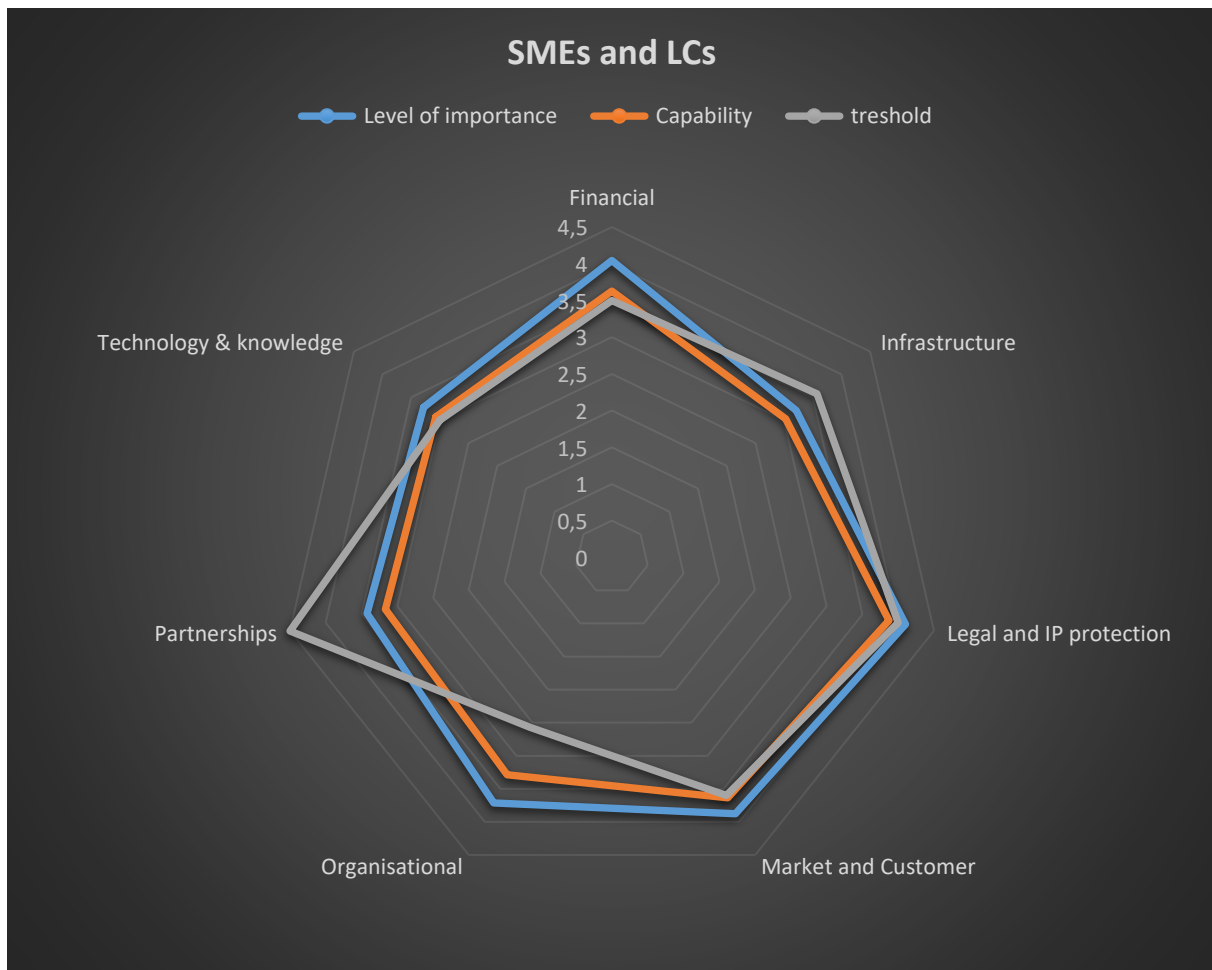 SMEs and LCs
Level of importance Capability treshold
Financial
4,5
4
3,5
3
2,5
2
1,5
1
0,5
0
Infrastructure
Legal and IP protection
Market and Customer
Organisational
Partnerships
Technology & knowledge